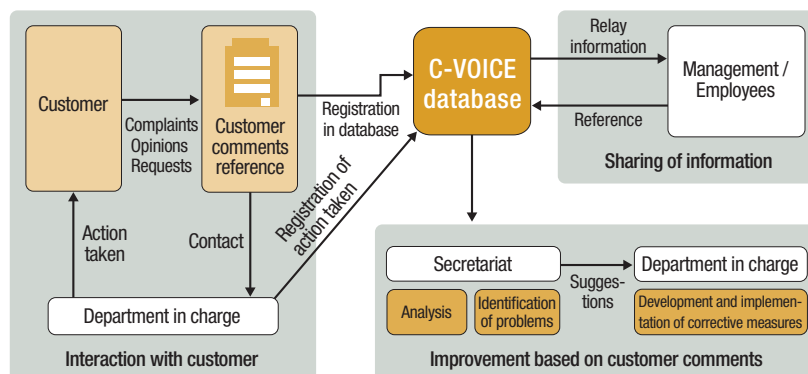 Customer
Complaints
Opinions
Requests
Customer
comments
reference
Action
taken
Contact
Department in charge
Interaction with customer
Registration
in database
Registration of
action taken
C-VOICE
database
Relay
information
Reference
Management /
Employees
Sharing of information
Secretariat
Analysis
Identification
of problems
Sugges-
tions
Department in charge
Development and implemen-
tation of corrective measures
Improvement based on customer comments